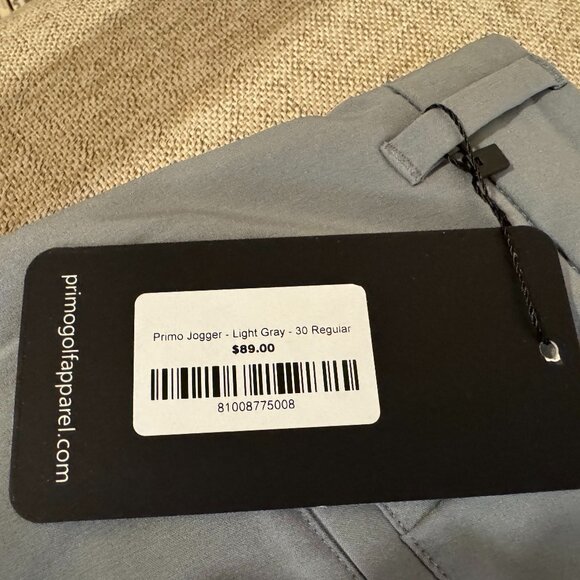 primogolfapparel.com
Primo Jogger - Light Gray - 30 Regular
$89.00
81008775008